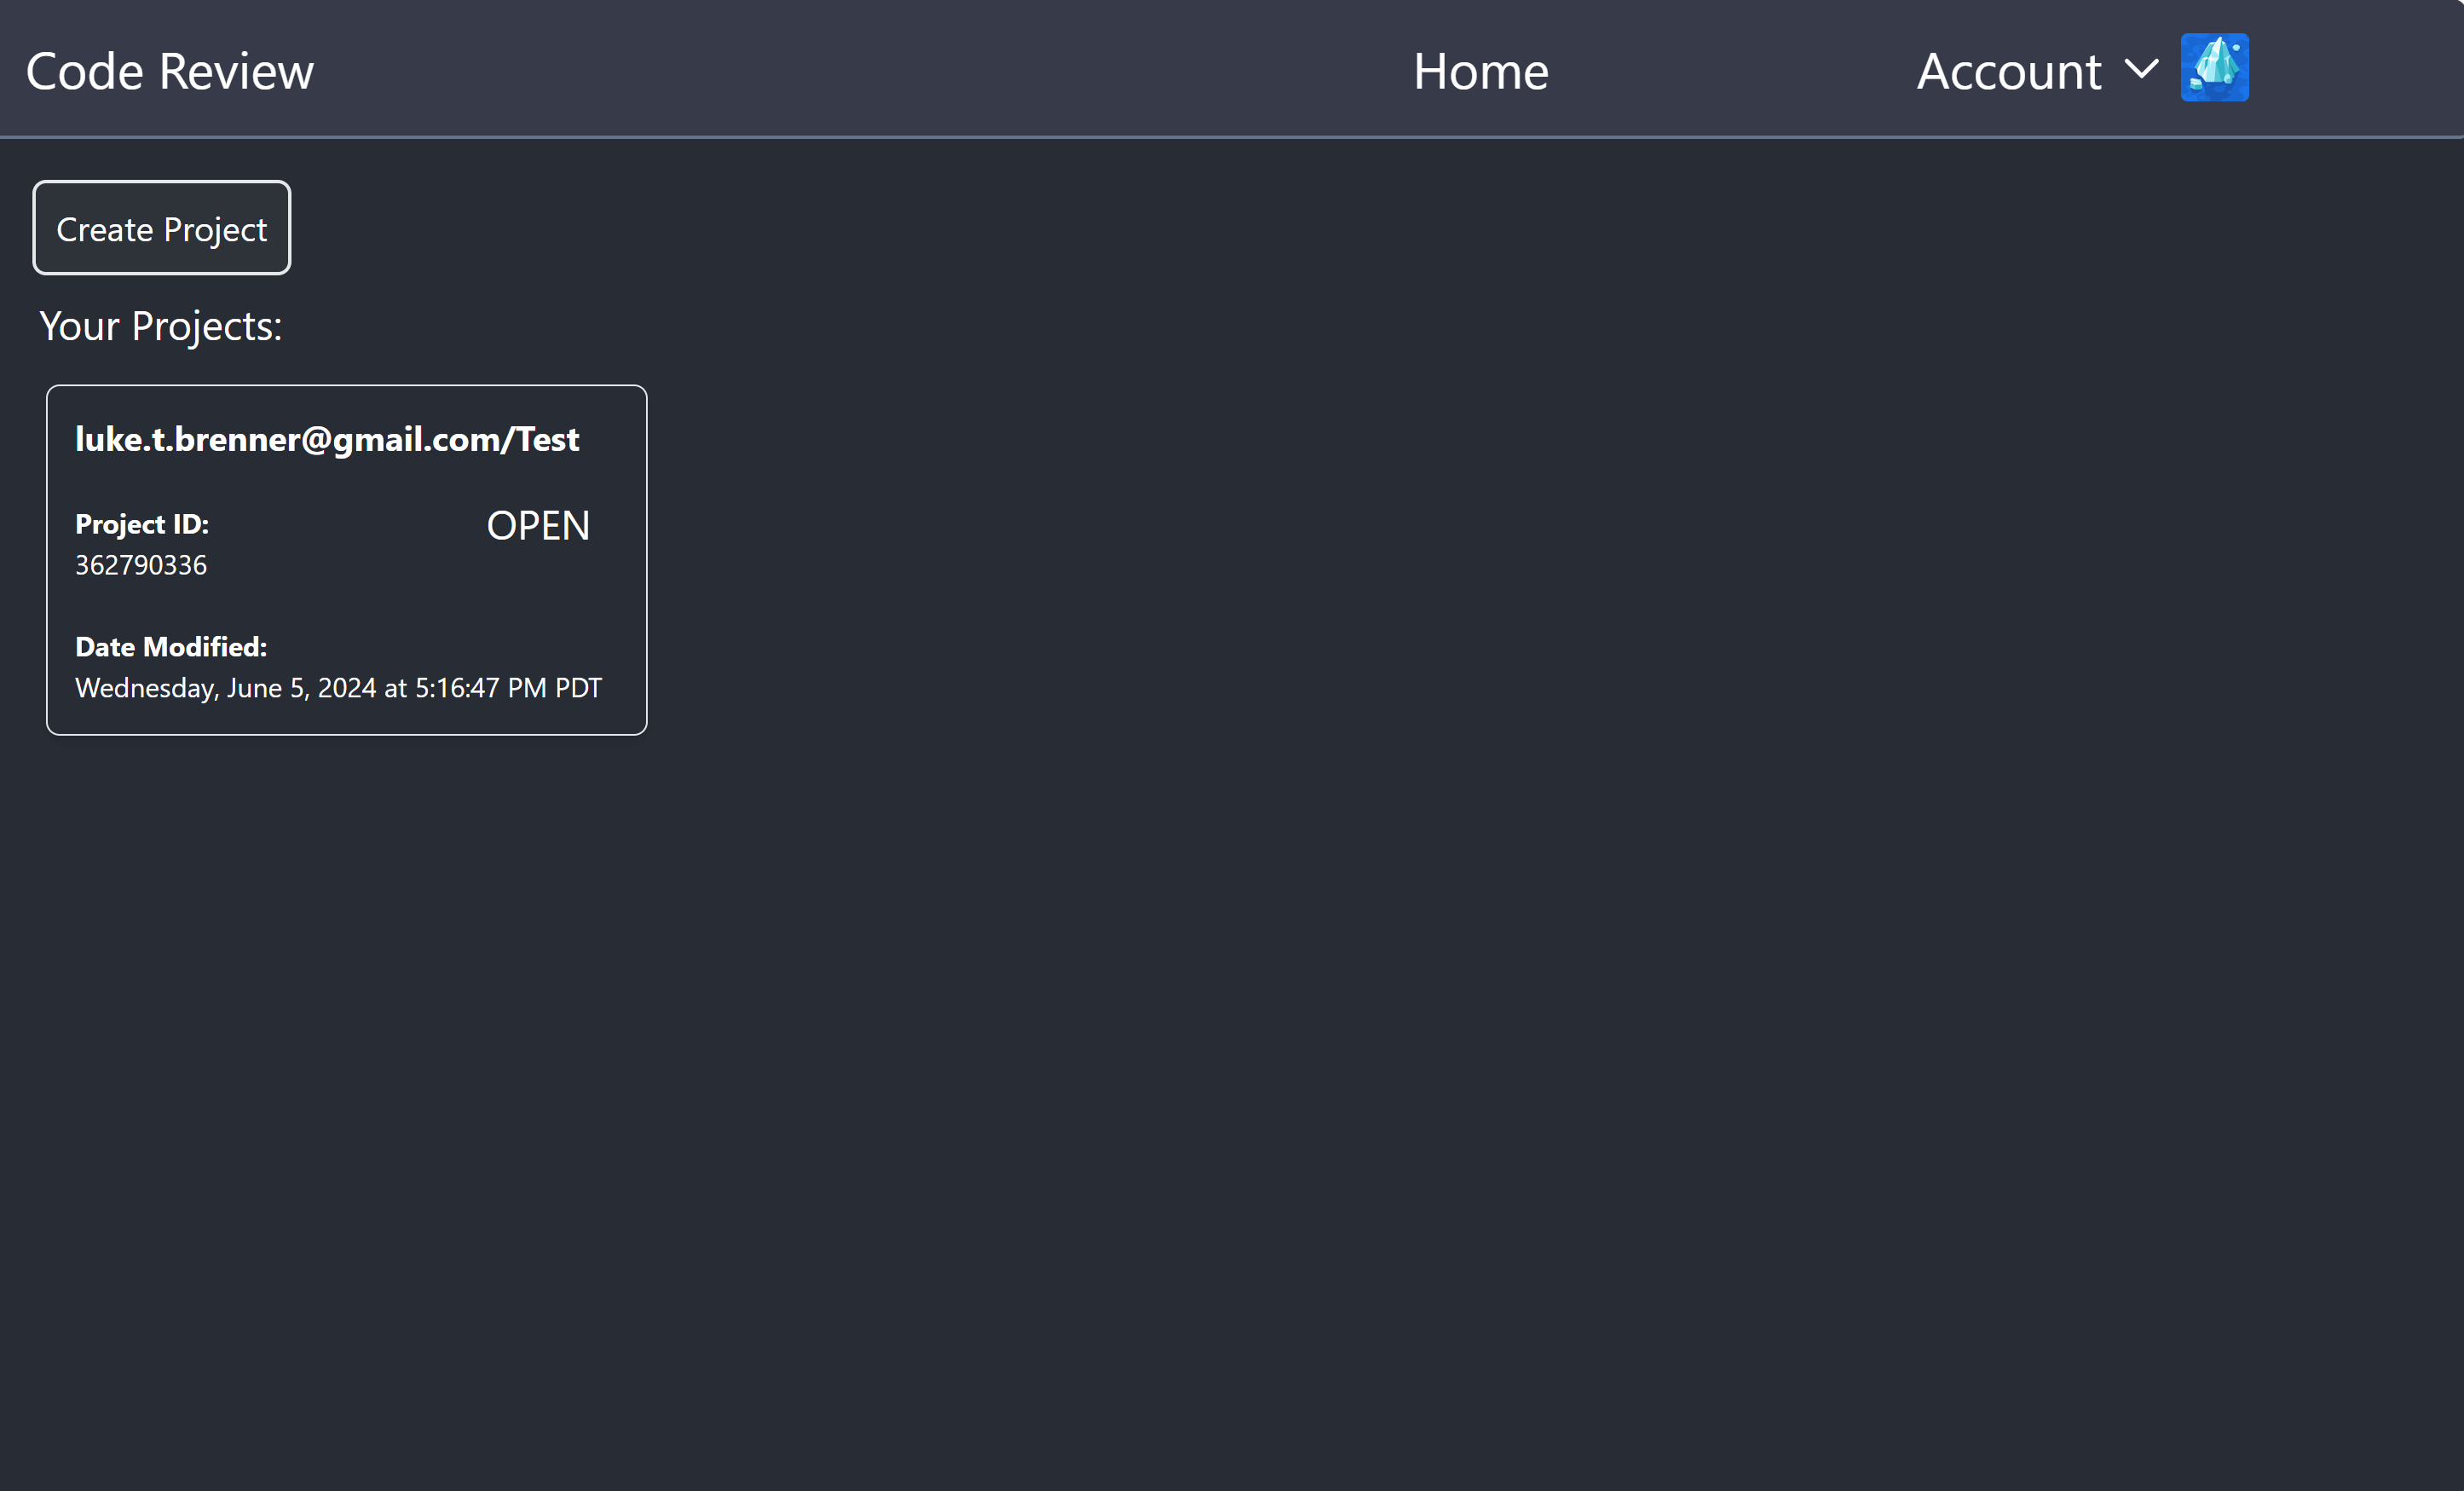 Code Review
Home
Account
Create Project
Your Projects:
luke.t.brenner@gmail.com/Test
Project ID:
OPEN
362790336
Date Modified:
Wednesday, June 5, 2024 at 5:16:47 PM PDT